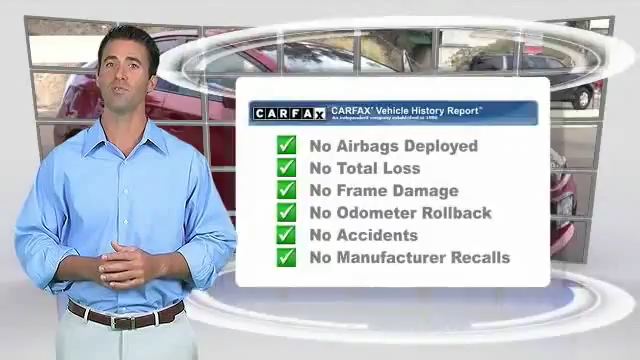 CARFAX CARFAX® Vehicle History Report™
An independent company established in 1986
No Airbags Deployed
No Total Loss
No Frame Damage
No Odometer Rollback
No Accidents
No Manufacturer Recalls